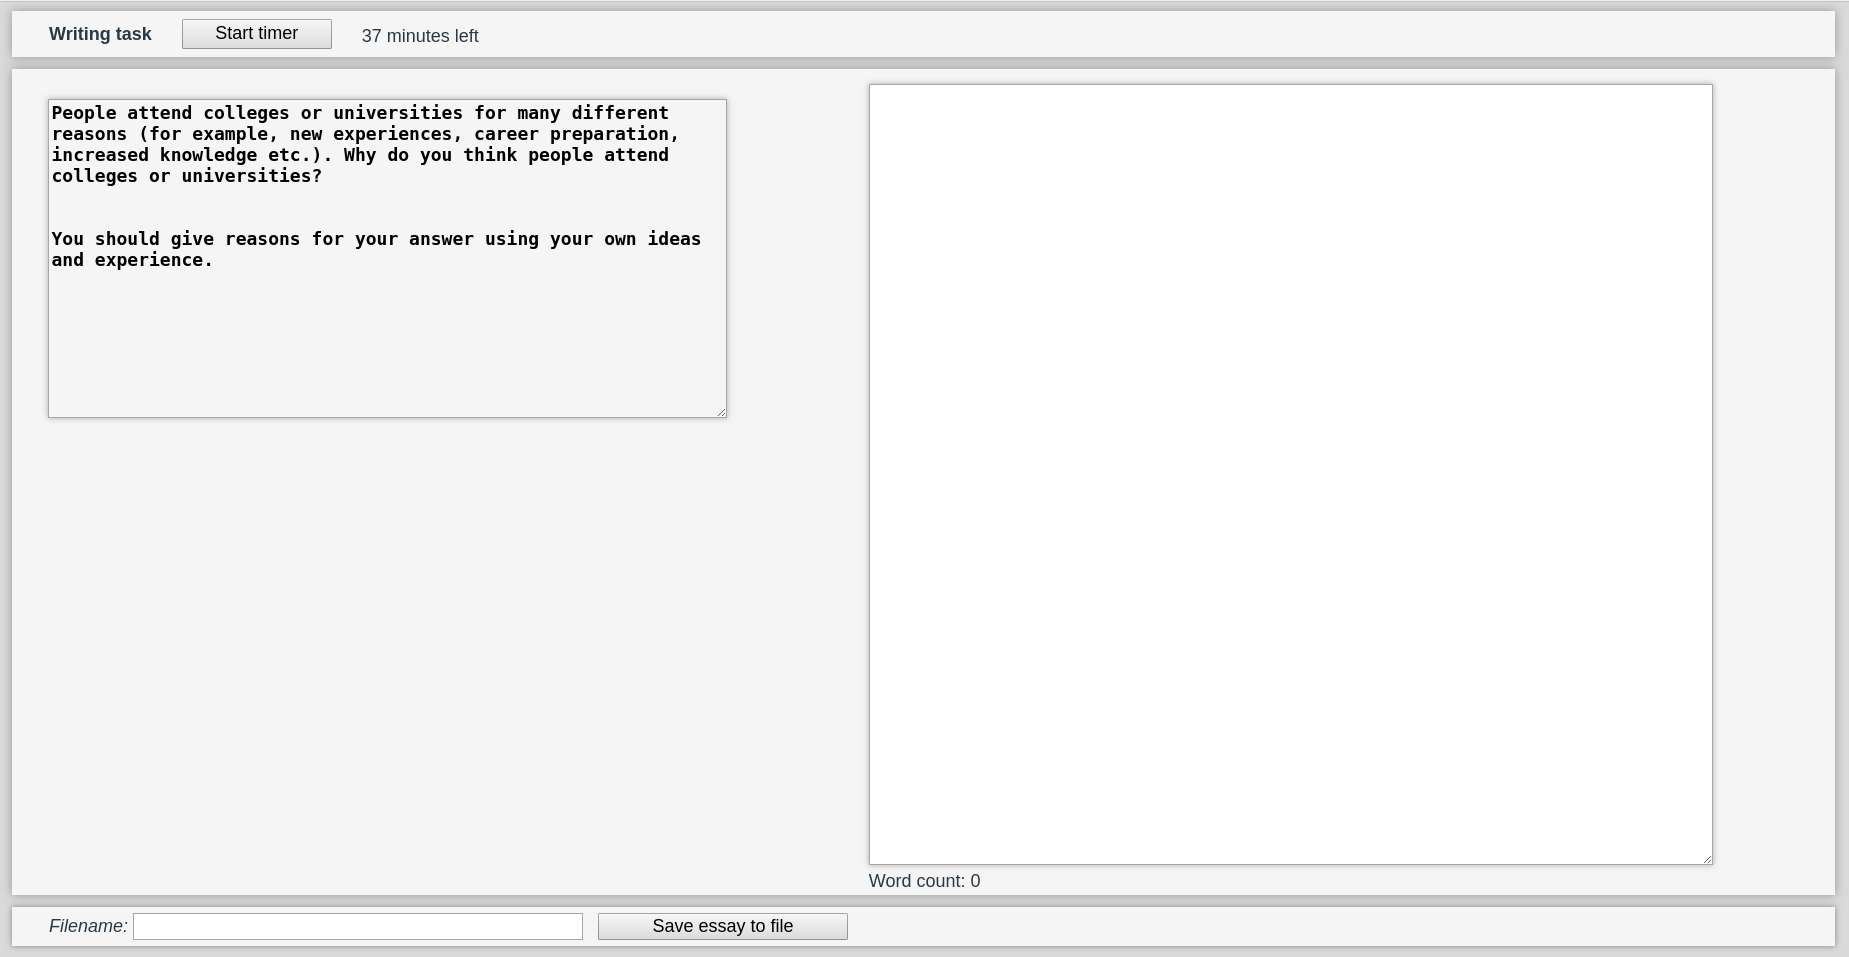 Writing task
Start timer
37 minutes left
People attend colleges or universities for many different
reasons (for example, new experiences, career preparation,
increased knowledge etc.). Why do you think people attend
colleges or universities?
You should give reasons for your answer using your own ideas
and experience.
Word count: 0
Filename:
Save essay to file